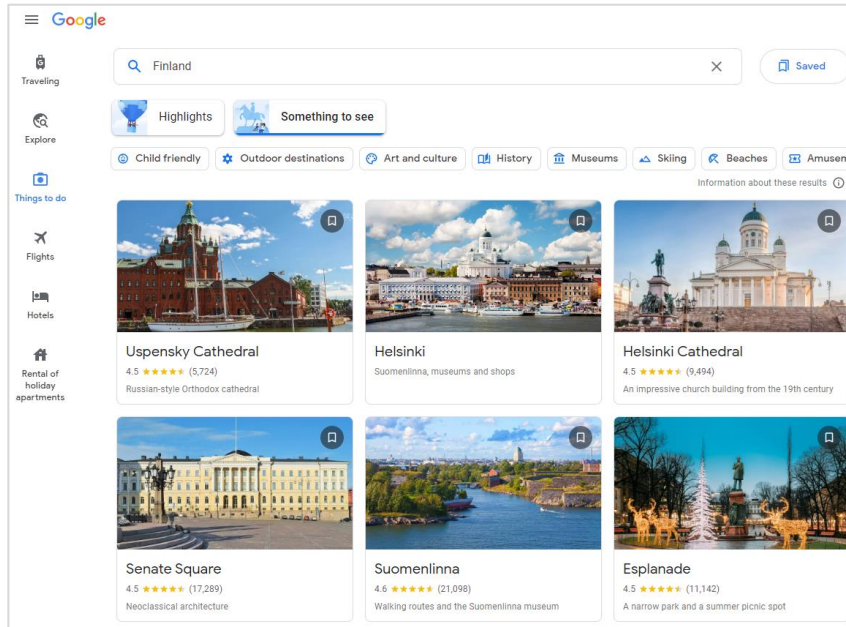 Google
Traveling
Explore
Things to do
Flights
Hotels
Rental of
holiday
apartments
Finland
Saved
Highlights
Something to see
Child friendly
Outdoor destinations
Art and culture
History
Museums
Skiing
Beaches
Amusem
Information about these results
Uspensky Cathedral
4.5 (5,724)
Russian-style Orthodox cathedral
Helsinki
Suomenlinna, museums and shops
Helsinki Cathedral
4.5 (9,494)
An impressive church building from the 19th century
Senate Square
4.5 (17,289)
Neoclassical architecture
Suomenlinna
4.6 (21,098)
Walking routes and the Suomenlinna museum
Esplanade
4.5 (11,142)
A narrow park and a summer picnic spot